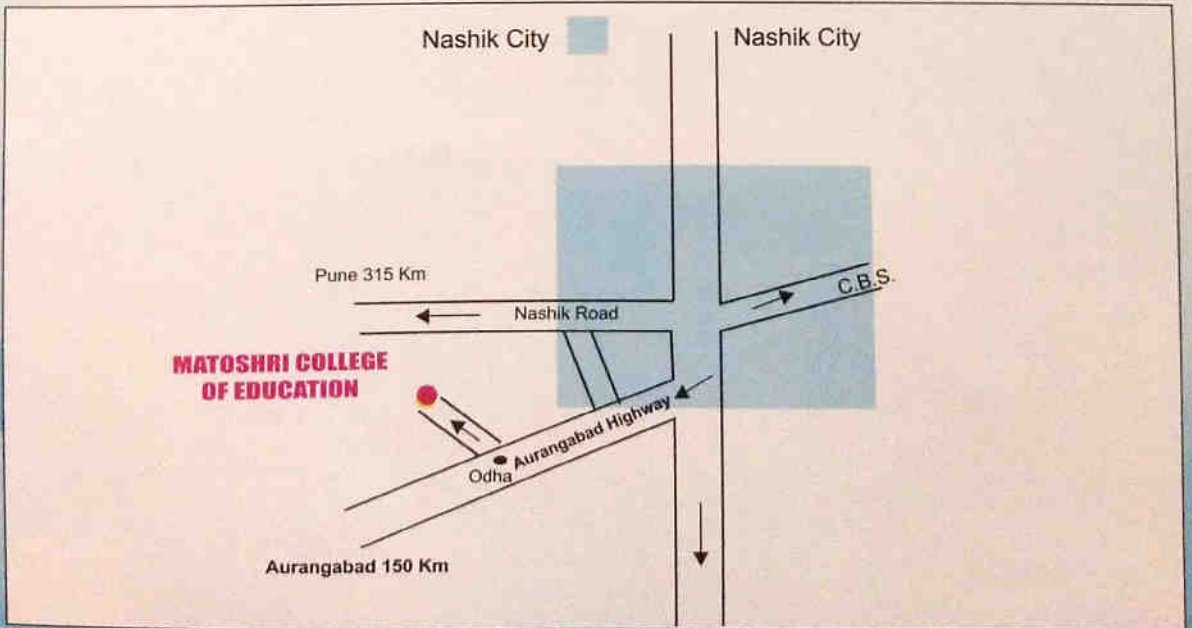 Nashik City
Nashik City
Pune 315 Km
C.B.S.
Nashik Road
MATOSHRI COLLEGE
OF EDUCATION
Aurangabad Highway
Odha
Aurangabad 150 Km